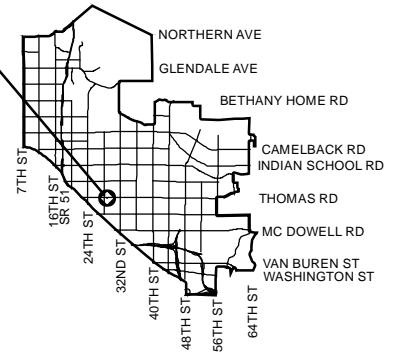 NORTHERN AVE
GLENDALE AVE
BETHANY HOME RD
CAMELBACK RD
INDIAN SCHOOL RD
THOMAS RD
MC DOWELL RD
VAN BUREN ST
WASHINGTON ST
7TH ST
16TH ST
SR 51
24TH ST
32ND ST
40TH ST
48TH ST
56TH ST
64TH ST